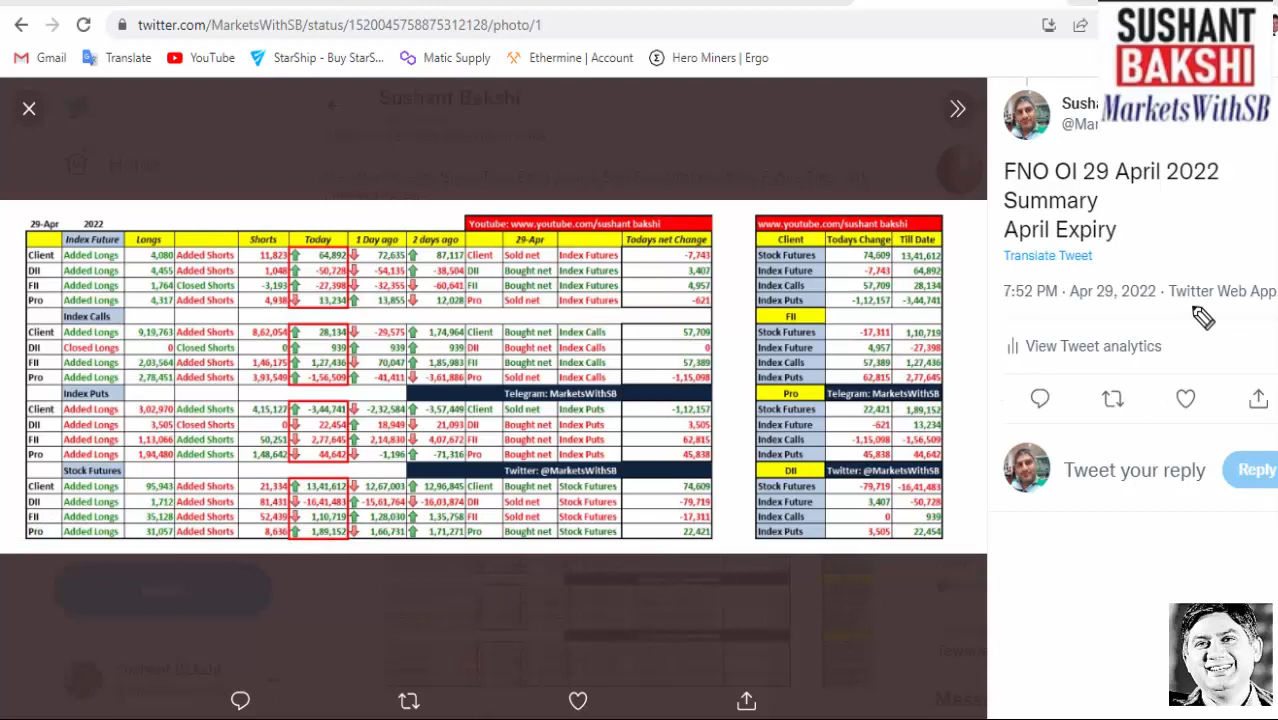 twitter.com/MarketsWithSB/status/1520045758875312128/photo/1
Gmail Translate YouTube StarShip - Buy StarS... Matic Supply Ethermine | Account Hero Miners | Ergo
SUSHANT
BAKSHI
MarketsWithSB
Sushant Bakshi
Susha
@Mar
FNO OI 29 April 2022
Summary
April Expiry
Translate Tweet
7:52 PM · Apr 29, 2022 · Twitter Web App
View Tweet analytics
Tweet your reply Reply
29-Apr 2022 Youtube: www.youtube.com/sushant bakshi
Index Future Longs Shorts Today 1 Day ago 2 days ago 29-Apr Todays net Change
Client Added Longs 4,080 Added Shorts 11,823 64,892 72,635 87,117 Client Sold net Index Futures -7,743
DII Added Longs 4,455 Added Shorts 1,048 -50,728 -54,135 -38,504 DII Bought net Index Futures 3,407
FII Added Longs 1,764 Closed Shorts -3,193 -27,398 -32,355 -60,641 FII Bought net Index Futures 4,957
Pro Added Longs 4,317 Added Shorts 4,938 13,234 13,855 12,028 Pro Sold net Index Futures -621
Index Calls
Client Added Longs 9,19,763 Added Shorts 8,62,054 28,134 -29,575 1,74,964 Client Bought net Index Calls 57,709
DII Closed Longs 0 Closed Shorts 0 939 939 939 DII Bought net Index Calls 0
FII Added Longs 2,03,564 Added Shorts 1,46,175 1,27,436 70,047 1,85,983 FII Bought net Index Calls 57,389
Pro Added Longs 2,78,451 Added Shorts 3,93,549 -1,56,509 -41,411 -3,61,886 Pro Sold net Index Calls -1,15,098
Index Puts Telegram: MarketsWithSB
Client Added Longs 3,02,970 Added Shorts 4,15,127 -3,44,741 -2,32,584 -3,57,449 Client Sold net Index Puts -1,12,157
DII Added Longs 3,505 Closed Shorts 0 22,454 18,949 21,093 DII Bought net Index Puts 3,505
FII Added Longs 1,13,066 Added Shorts 50,251 2,77,645 2,14,830 4,07,672 FII Bought net Index Puts 62,815
Pro Added Longs 1,94,480 Added Shorts 1,48,642 44,642 -1,196 -71,316 Pro Bought net Index Puts 45,838
Stock Futures Twitter: @MarketsWithSB
Client Added Longs 95,943 Added Shorts 21,334 13,41,612 12,67,003 12,96,845 Client Bought net Stock Futures 74,609
DII Added Longs 1,712 Added Shorts 81,431 -16,41,483 -15,61,764 -16,03,874 DII Sold net Stock Futures -79,719
FII Added Longs 35,128 Added Shorts 52,439 1,10,719 1,28,030 1,35,758 FII Sold net Stock Futures -17,311
Pro Added Longs 31,057 Added Shorts 8,636 1,89,152 1,66,731 1,71,271 Pro Bought net Stock Futures 22,421
www.youtube.com/sushant bakshi
Client Todays Change Till Date
Stock Futures 74,609 13,41,612
Index Future -7,743 64,892
Index Calls 57,709 28,134
Index Puts -1,12,157 -3,44,741
FII
Stock Futures -17,311 1,10,719
Index Future 4,957 -27,398
Index Calls 57,389 1,27,436
Index Puts 62,815 2,77,645
Pro Telegram: MarketsWithSB
Stock Futures 22,421 1,89,152
Index Future -621 13,234
Index Calls -1,15,098 -1,56,509
Index Puts 45,838 44,642
DII Twitter: @MarketsWithSB
Stock Futures -79,719 -16,41,483
Index Future 3,407 -50,728
Index Calls 0 939
Index Puts 3,505 22,454